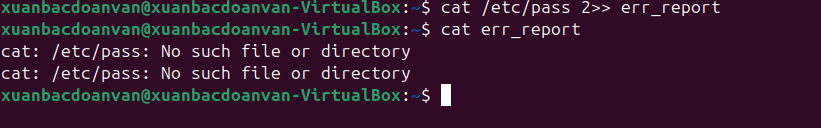 xuanbacdoanvan@xuanbacdoanvan-VirtualBox:~$ cat /etc/pass 2>> err_report
xuanbacdoanvan@xuanbacdoanvan-VirtualBox:~$ cat err_report
cat: /etc/pass: No such file or directory
cat: /etc/pass: No such file or directory
xuanbacdoanvan@xuanbacdoanvan-VirtualBox:~$